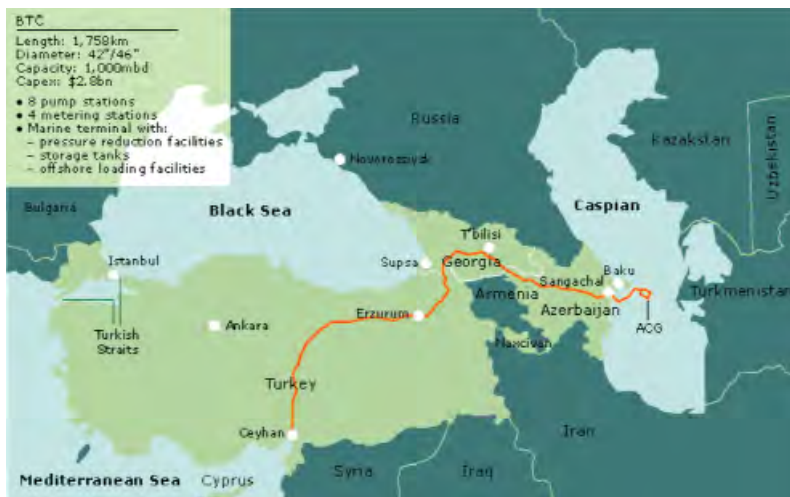 BTC
Length: 1,758km
Diameter: 42"/46"
Capacity: 1,000mbd
Capex: $2.8bn
• 8 pump stations
• 4 metering stations
• Marine terminal with:
– pressure reduction facilities
– storage tanks
– offshore loading facilities
Russia
Kazakstan
Uzbekistan
Novorossiysk
Bulgaria
Black Sea
Caspian
T'bilisi
Istanbul
Supsa
Georgia
Sangachal
Baku
Armenia
Turkmenistan
Azerbaijan
Erzurum
Ankara
ACG
Turkish
Straits
Naxcivan
Turkey
Ceyhan
Iran
Mediterranean Sea
Cyprus
Syria
Iraq